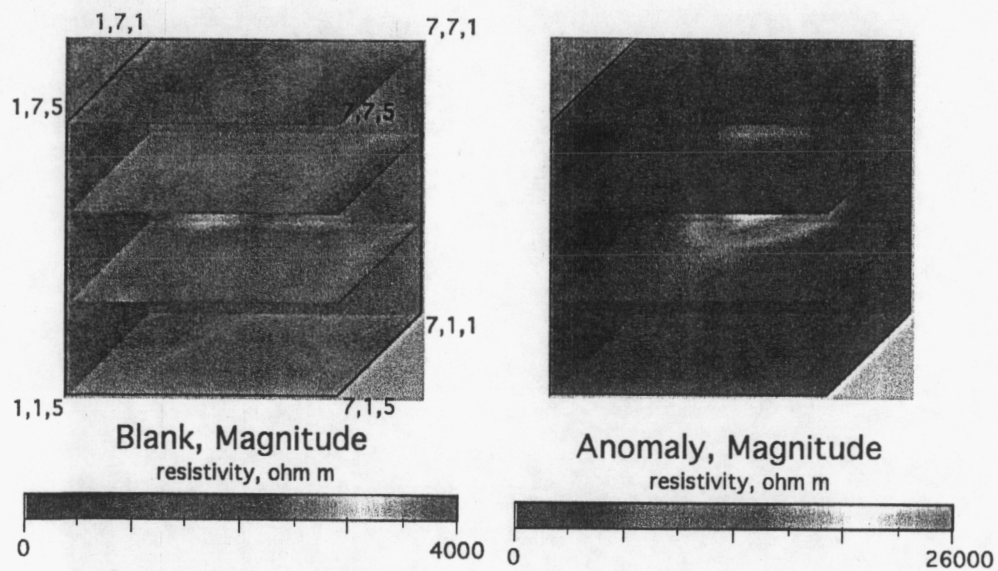 1,7,1
7,7,1
1,7,5
7,7,5
7,1,1
1,1,5
7,1,5
Blank, Magnitude
resistivity, ohm m
0
4000
Anomaly, Magnitude
resistivity, ohm m
0
26000